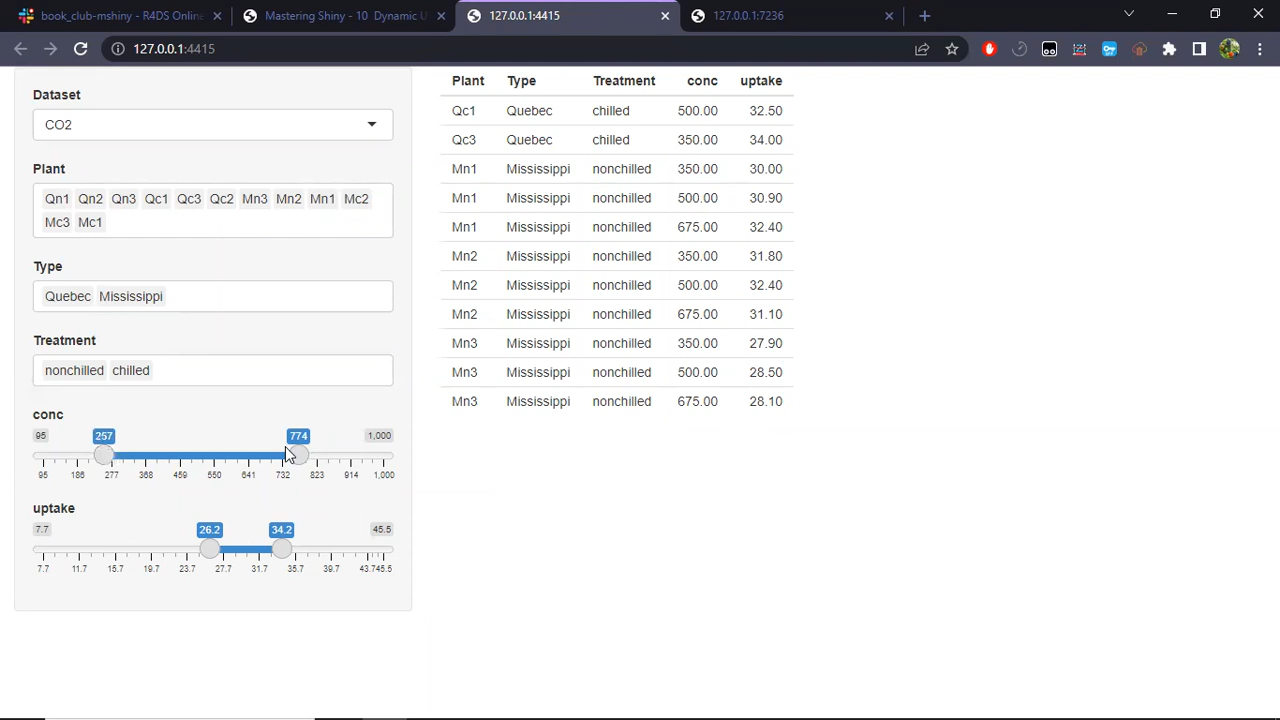 book_club-mshiny - R4DS Online
Mastering Shiny - 10 Dynamic U
127.0.0.1:4415
127.0.0.1:7236
127.0.0.1:4415
Dataset
CO2
Plant
Qn1 Qn2 Qn3 Qc1 Qc3 Qc2 Mn3 Mn2 Mn1 Mc2
Mc3 Mc1
Type
Quebec Mississippi
Treatment
nonchilled chilled
conc
95 257 774 1,000
95 186 277 368 459 550 641 732 823 914 1,000
uptake
7.7 26.2 34.2 45.5
7.7 11.7 15.7 19.7 23.7 27.7 31.7 35.7 39.7 43.745.5
Plant Type Treatment conc uptake
Qc1 Quebec chilled 500.00 32.50
Qc3 Quebec chilled 350.00 34.00
Mn1 Mississippi nonchilled 350.00 30.00
Mn1 Mississippi nonchilled 500.00 30.90
Mn1 Mississippi nonchilled 675.00 32.40
Mn2 Mississippi nonchilled 350.00 31.80
Mn2 Mississippi nonchilled 500.00 32.40
Mn2 Mississippi nonchilled 675.00 31.10
Mn3 Mississippi nonchilled 350.00 27.90
Mn3 Mississippi nonchilled 500.00 28.50
Mn3 Mississippi nonchilled 675.00 28.10